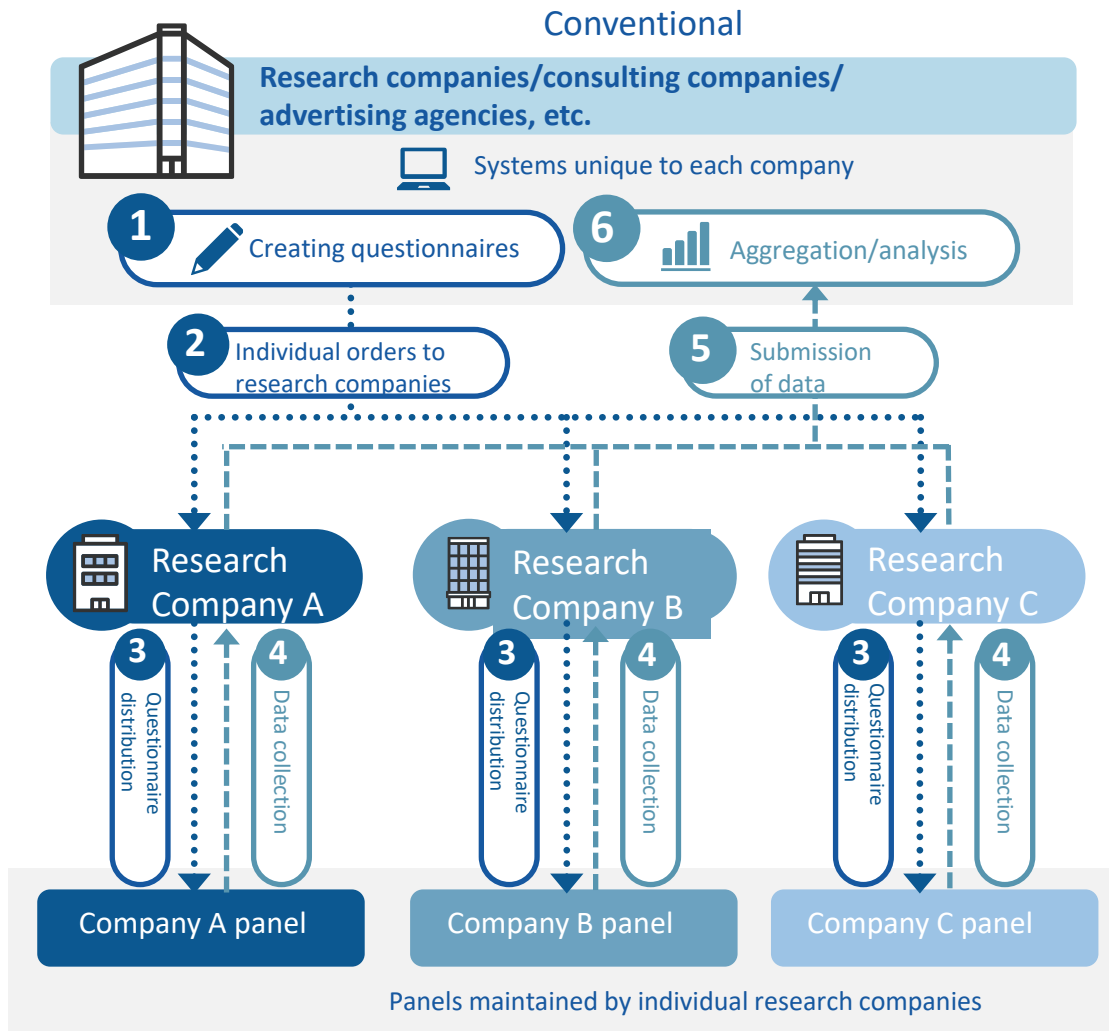 Conventional
Research companies/consulting companies/
advertising agencies, etc.
Systems unique to each company
1
Creating questionnaires
6
Aggregation/analysis
2
Individual orders to
research companies
5
Submission
of data
Research
Company A
Research
Company B
Research
Company C
3
Questionnaire
distribution
4
Data collection
3
Questionnaire
distribution
4
Data collection
3
Questionnaire
distribution
4
Data collection
Company A panel
Company B panel
Company C panel
Panels maintained by individual research companies